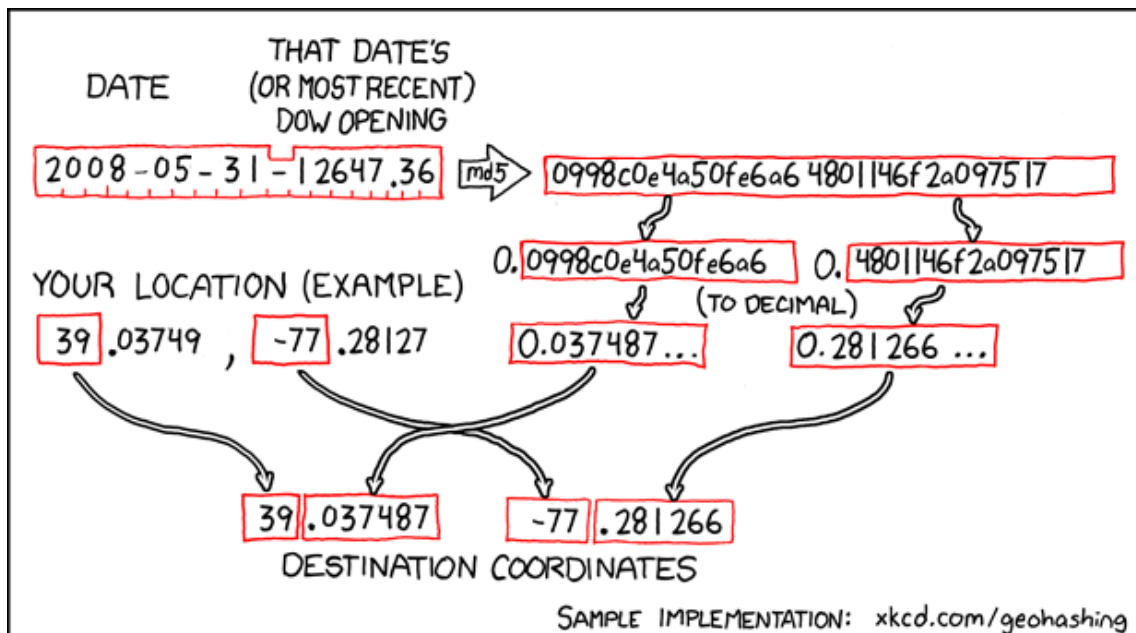 DATE
THAT DATE'S
(OR MOST RECENT)
DOW OPENING
2008-05-31-12647.36
md5
0998c0e4a50fe6a6 4801146f2a097517
0.0998c0e4a50fe6a6
0.4801146f2a097517
(TO DECIMAL)
YOUR LOCATION (EXAMPLE)
39.03749, -77.28127
0.037487...
0.281266 ...
39.037487
-77.281266
DESTINATION COORDINATES
SAMPLE IMPLEMENTATION: xkcd.com/geohashing